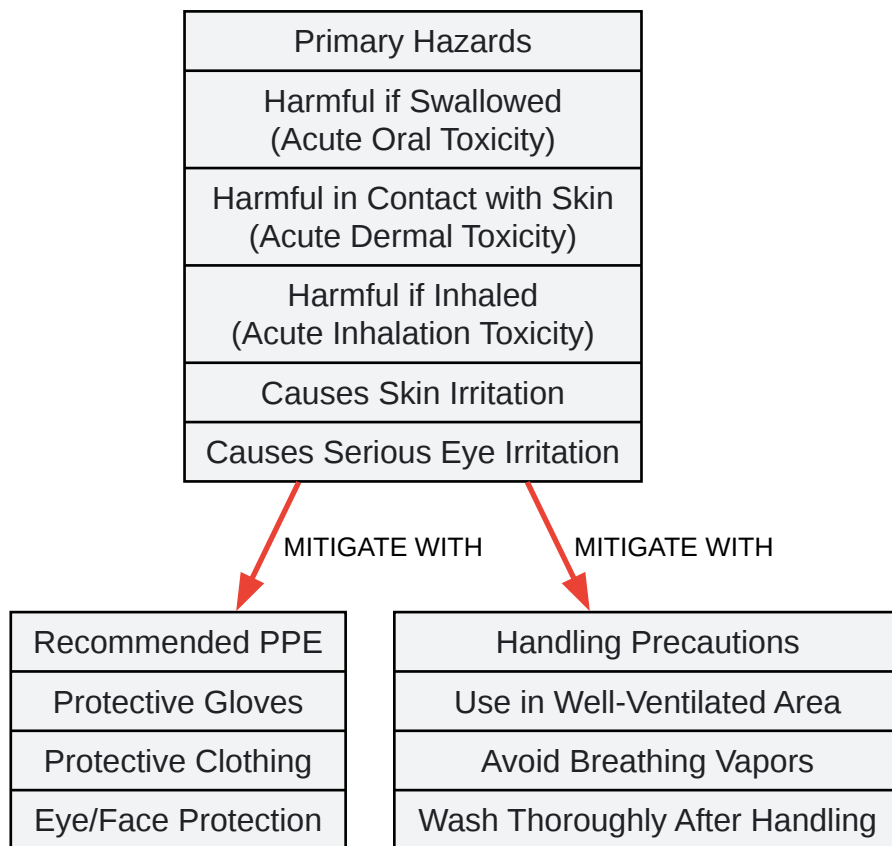 Primary Hazards
Harmful if Swallowed
(Acute Oral Toxicity)
Harmful in Contact with Skin
(Acute Dermal Toxicity)
Harmful if Inhaled
(Acute Inhalation Toxicity)
Causes Skin Irritation
Causes Serious Eye Irritation
MITIGATE WITH
MITIGATE WITH
Recommended PPE
Protective Gloves
Protective Clothing
Eye/Face Protection
Handling Precautions
Use in Well-Ventilated Area
Avoid Breathing Vapors
Wash Thoroughly After Handling